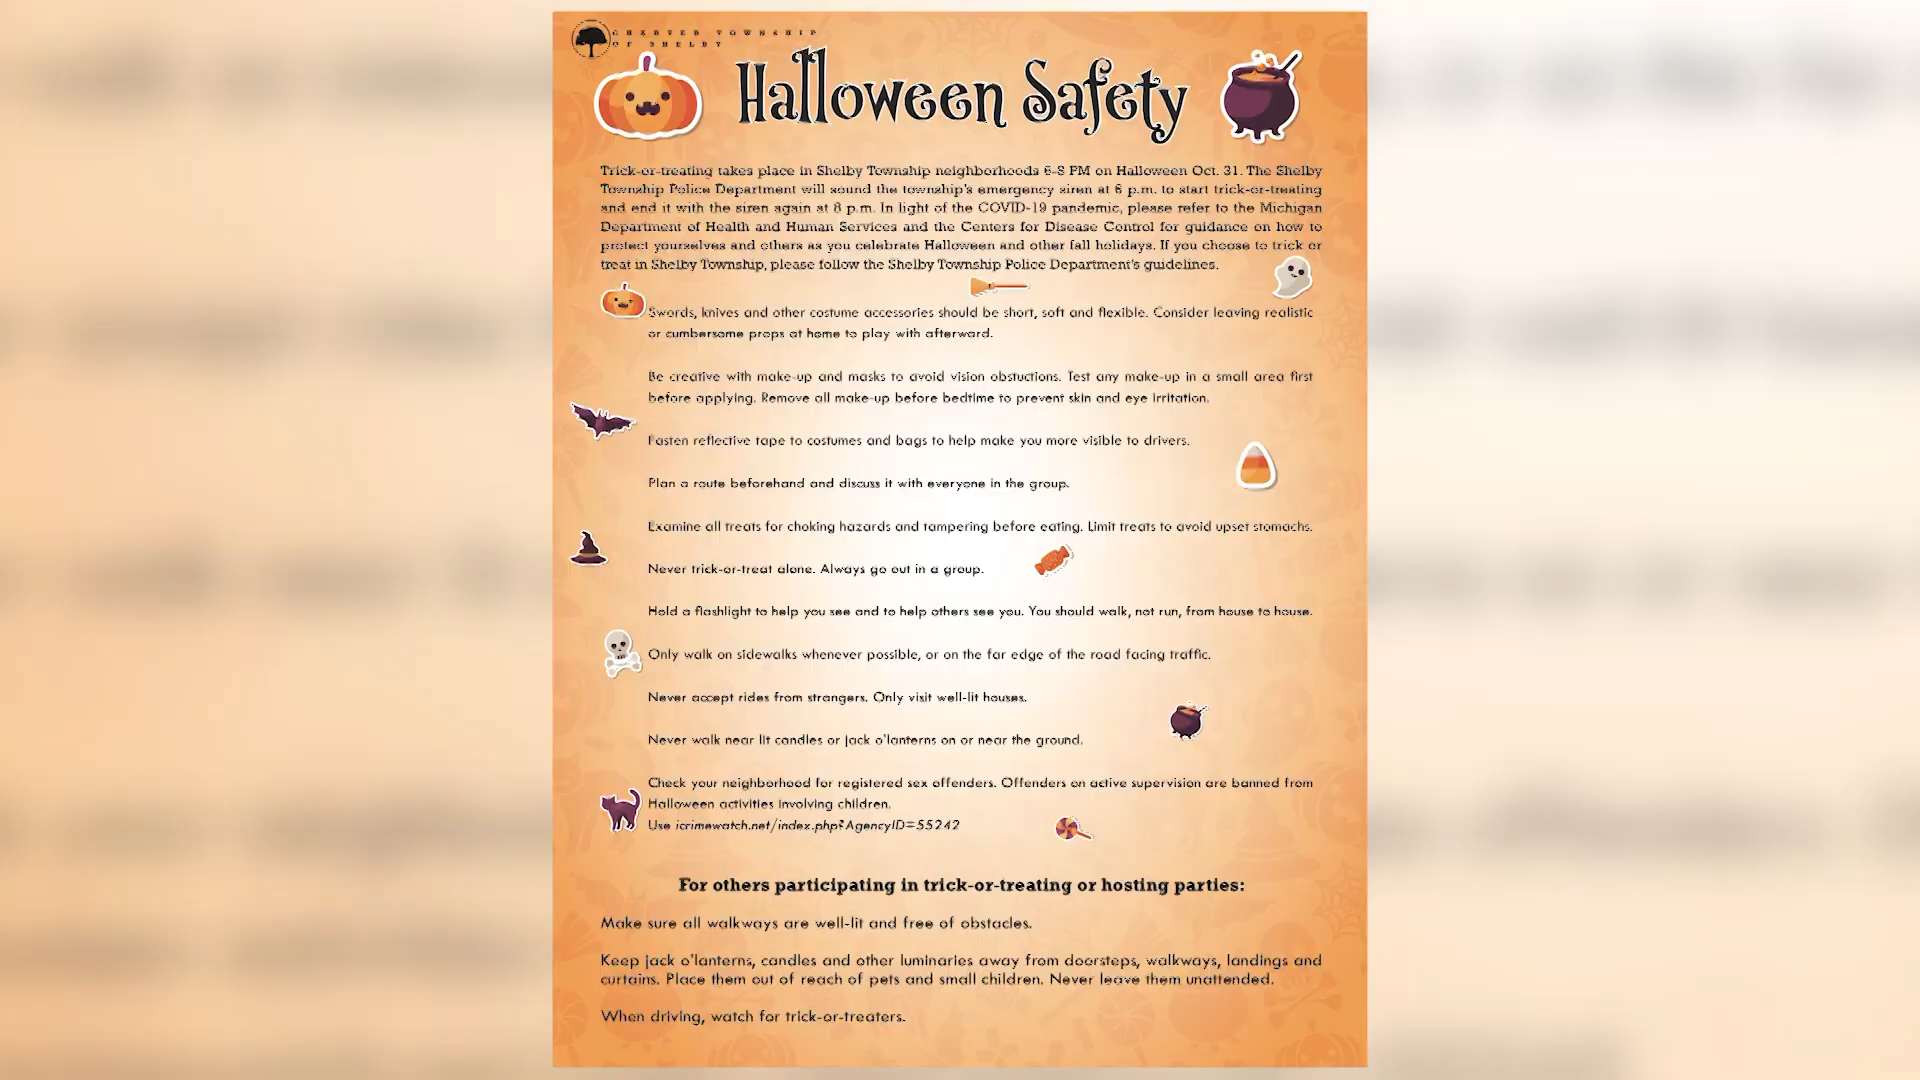 CHARTER TOWNSHIP
OF SHELBY
Halloween Safety
Trick-or-treating takes place in Shelby Township neighborhoods 6-8 PM on Halloween Oct. 31. The Shelby
Township Police Department will sound the township's emergency siren at 6 p.m. to start trick-or-treating
and end it with the siren again at 8 p.m. In light of the COVID-19 pandemic, please refer to the Michigan
Department of Health and Human Services and the Centers for Disease Control for guidance on how to
protect yourselves and others as you celebrate Halloween and other fall holidays. If you choose to trick or
treat in Shelby Township, please follow the Shelby Township Police Department's guidelines.
Swords, knives and other costume accessories should be short, soft and flexible. Consider leaving realistic
or cumbersome props at home to play with afterward.
Be creative with make-up and masks to avoid vision obstuctions. Test any make-up in a small area first
before applying. Remove all make-up before bedtime to prevent skin and eye irritation.
Fasten reflective tape to costumes and bags to help make you more visible to drivers.
Plan a route beforehand and discuss it with everyone in the group.
Examine all treats for choking hazards and tampering before eating. Limit treats to avoid upset stomachs.
Never trick-or-treat alone. Always go out in a group.
Hold a flashlight to help you see and to help others see you. You should walk, not run, from house to house.
Only walk on sidewalks whenever possible, or on the far edge of the road facing traffic.
Never accept rides from strangers. Only visit well-lit houses.
Never walk near lit candles or jack o'lanterns on or near the ground.
Check your neighborhood for registered sex offenders. Offenders on active supervision are banned from
Halloween activities involving children.
Use icrimewatch.net/index.php?AgencyID=55242
For others participating in trick-or-treating or hosting parties:
Make sure all walkways are well-lit and free of obstacles.
Keep jack o'lanterns, candles and other luminaries away from doorsteps, walkways, landings and
curtains. Place them out of reach of pets and small children. Never leave them unattended.
When driving, watch for trick-or-treaters.